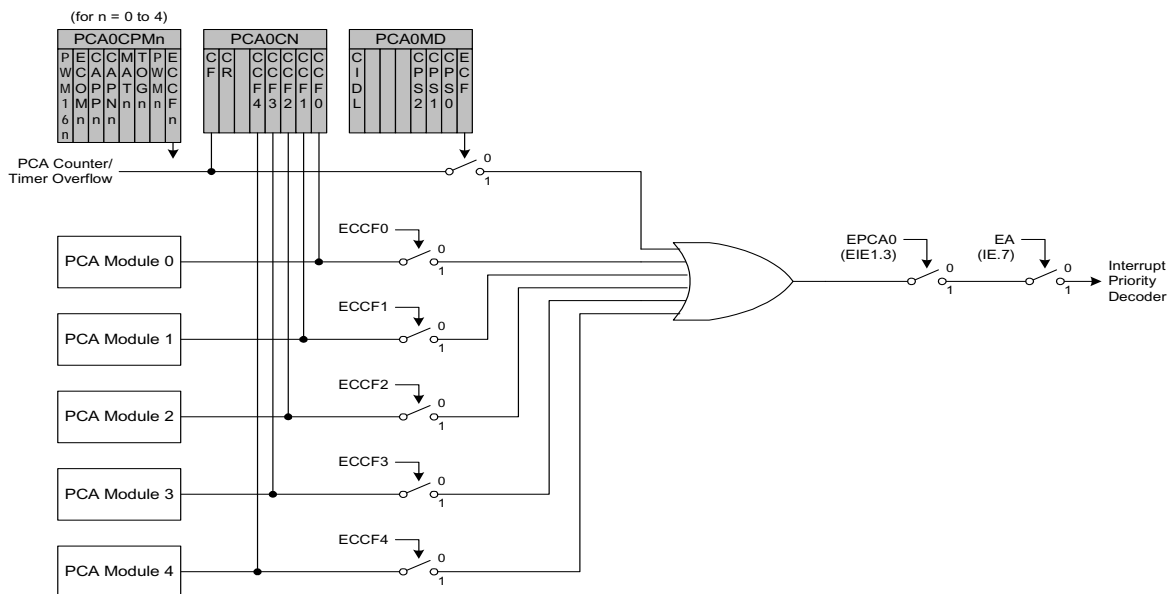 (for n = 0 to 4)
PCA0CPMn
PWM16n
ECOMn
CAPPn
CAPNn
MATn
TOGn
PWMn
ECCFn
PCA0CN
CF
CR
CCF4
CCF3
CCF2
CCF1
CCF0
PCA0MD
CIDL
CPS2
CPS1
CPS0
ECF
PCA Counter/
Timer Overflow
0
1
PCA Module 0
ECCF0
0
1
EPCA0
(EIE1.3)
0
1
EA
(IE.7)
0
1
Interrupt
Priority
Decoder
PCA Module 1
ECCF1
0
1
PCA Module 2
ECCF2
0
1
PCA Module 3
ECCF3
0
1
PCA Module 4
ECCF4
0
1